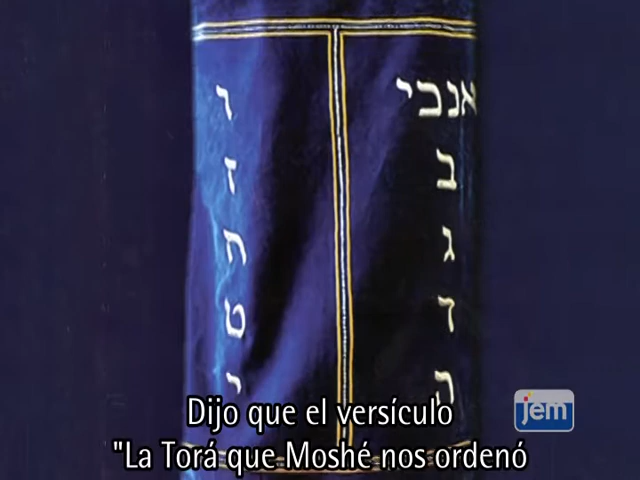 אנכי ו
ב ז
ג ח
ד ט
ה י
jem
Dijo que el versículo
"La Torá que Moshé nos ordenó